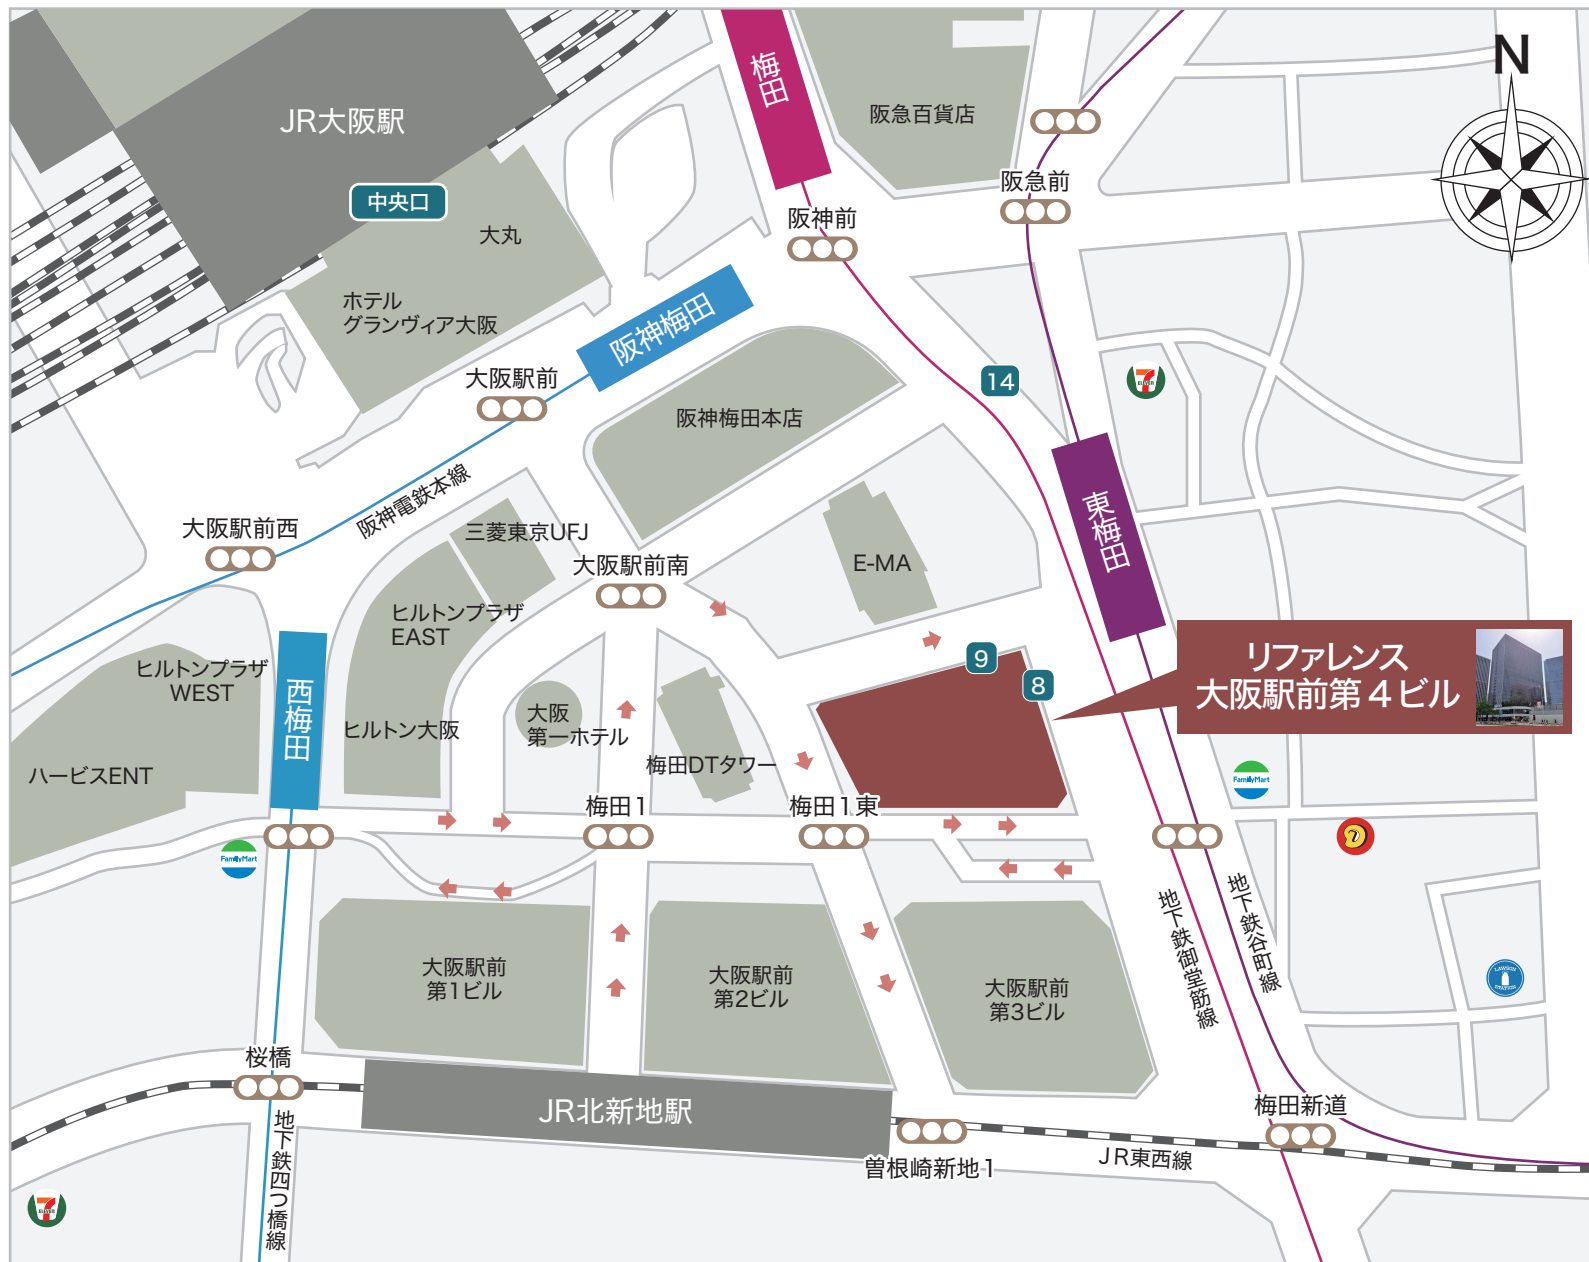 N
JR大阪駅
梅田
阪急百貨店
中央口
阪急前
大丸
阪神前
ホテル
グランヴィア大阪
阪神梅田
大阪駅前
14
7
ELEVEN
阪神梅田本店
阪神電鉄本線
東梅田
大阪駅前西
三菱東京UFJ
大阪駅前南
E-MA
ヒルトンプラザ
EAST
ヒルトンプラザ
WEST
9
8
リファレンス
大阪駅前第4ビル
西梅田
大阪
第一ホテル
ヒルトン大阪
梅田DTタワー
ハービスENT
FamilyMart
梅田1
梅田1東
FamilyMart
地下鉄御堂筋線
地下鉄谷町線
大阪駅前
第1ビル
大阪駅前
第2ビル
大阪駅前
第3ビル
LAWSON
STATION
桜橋
JR北新地駅
梅田新道
地下鉄四つ橋線
曽根崎新地1
JR東西線
7
ELEVEN